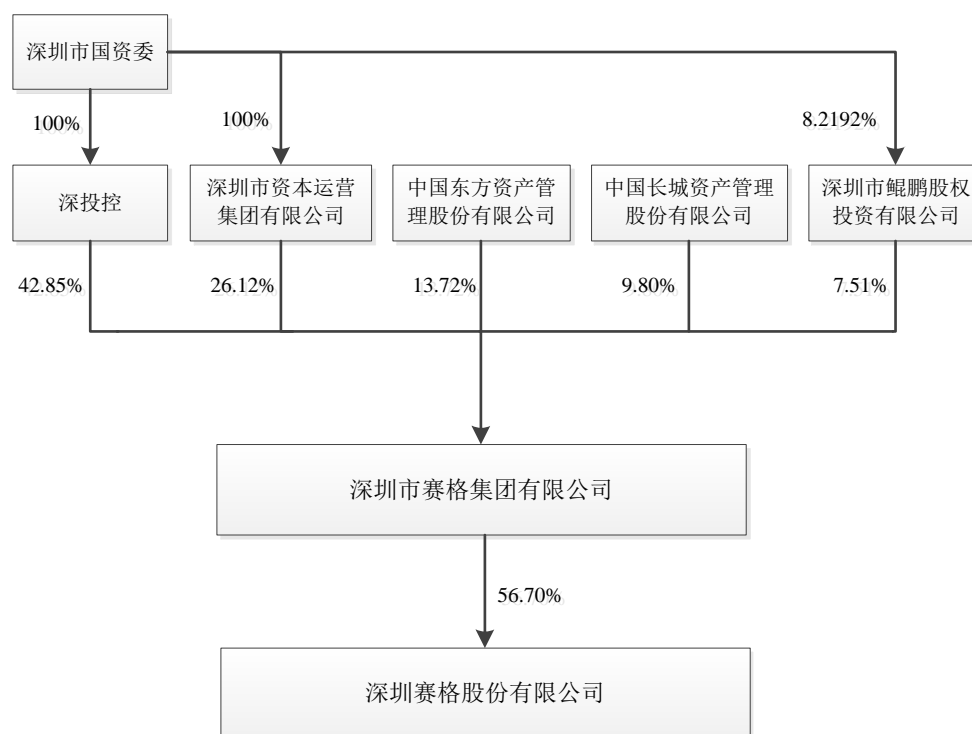 深圳市国资委
100%
100%
8.2192%
深投控
深圳市资本运营
集团有限公司
中国东方资产管
理股份有限公司
中国长城资产管理
股份有限公司
深圳市鲲鹏股权
投资有限公司
42.85%
26.12%
13.72%
9.80%
7.51%
深圳市赛格集团有限公司
56.70%
深圳赛格股份有限公司